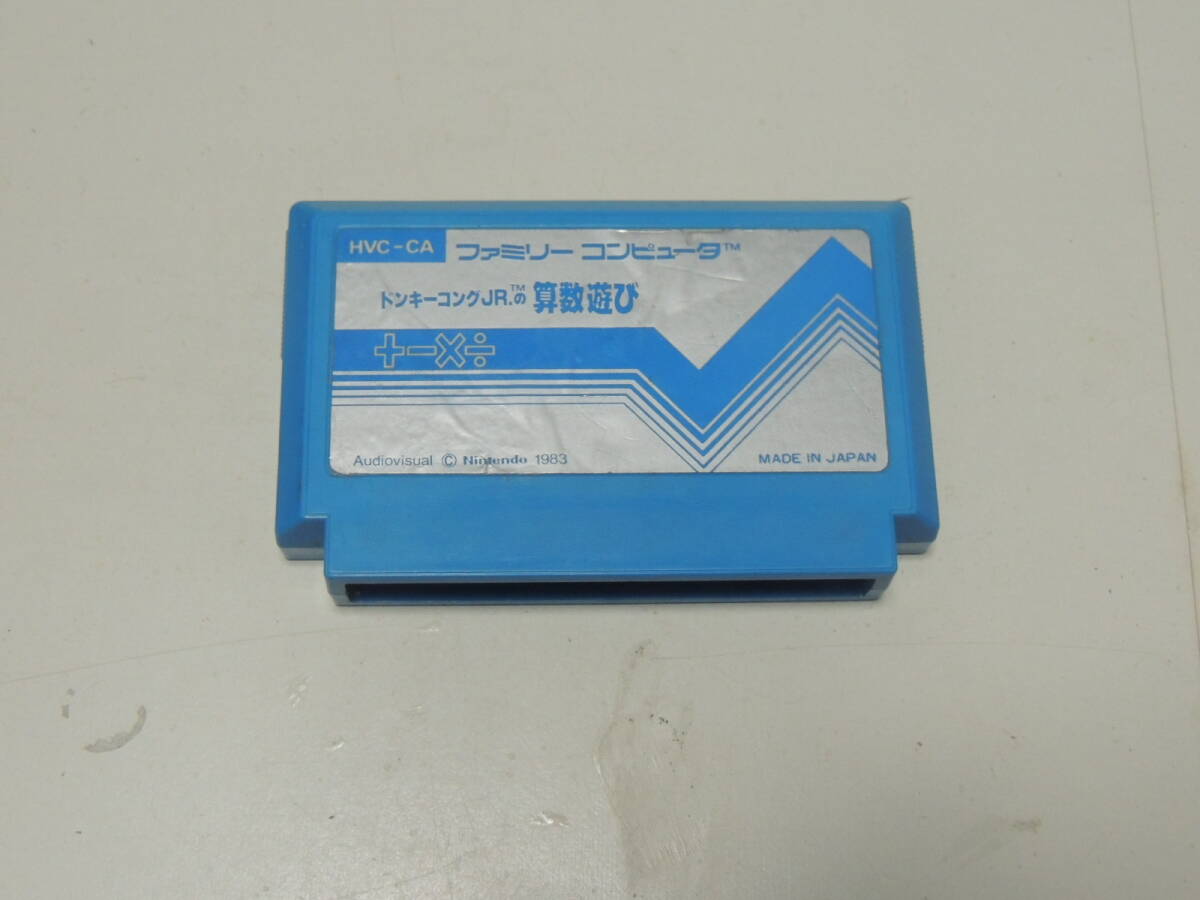 HVC-CA ファミリー コンピュータ™
ドンキーコングJR.™の 算数遊び
+−×÷
Audiovisual © Nintendo 1983 MADE IN JAPAN